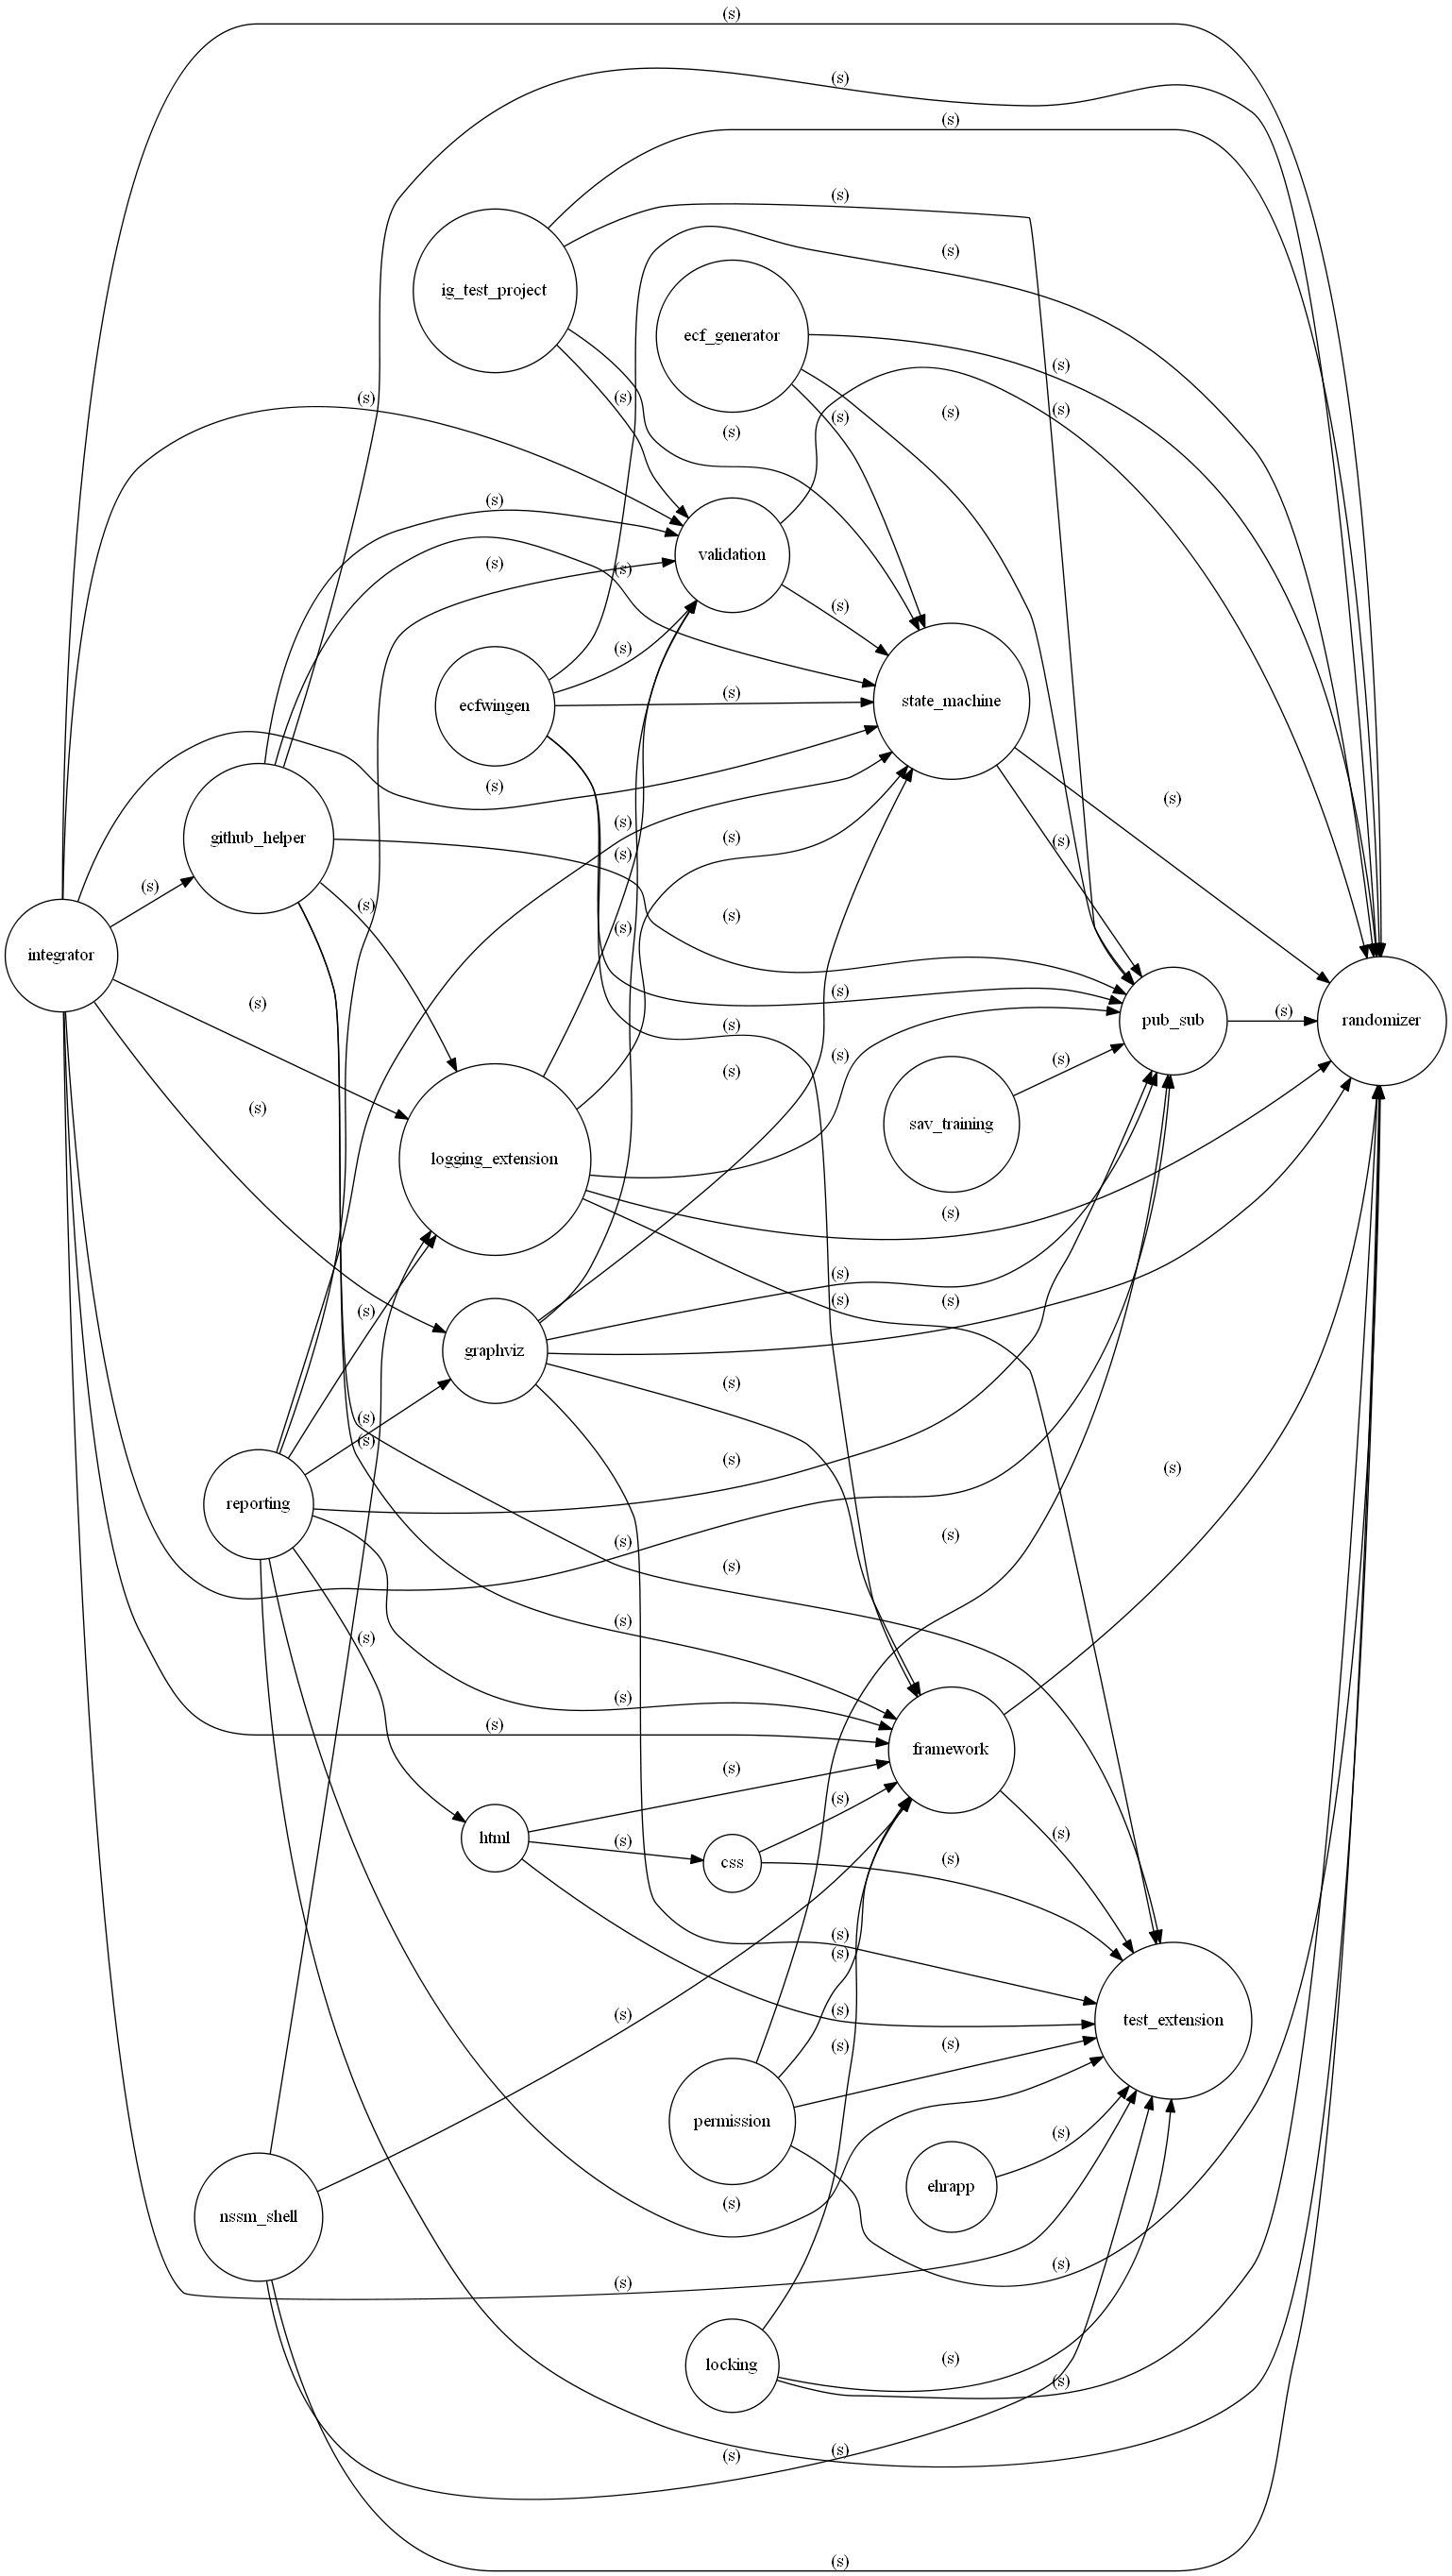 (s)
(s)
(s)
(s)
(s)
ig_test_project
ecf_generator
(s)
(s)
(s)
(s)
(s)
(s)
(s)
(s)
validation
(s)
(s)
(s)
(s)
(s)
state_machine
ecfwingen
(s)
(s)
(s)
github_helper
(s)
(s)
(s)
(s)
(s)
(s)
(s)
integrator
(s)
(s)
(s)
pub_sub
randomizer
(s)
(s)
(s)
(s)
(s)
sav_training
logging_extension
(s)
(s)
(s)
(s)
(s)
graphviz
(s)
(s)
(s)
(s)
(s)
reporting
(s)
(s)
(s)
(s)
(s)
(s)
(s)
framework
(s)
(s)
(s)
html
(s)
(s)
css
(s)
(s)
(s)
(s)
test_extension
(s)
(s)
permission
(s)
ehrapp
(s)
nssm_shell
(s)
(s)
(s)
locking
(s)
(s)
(s)
(s)